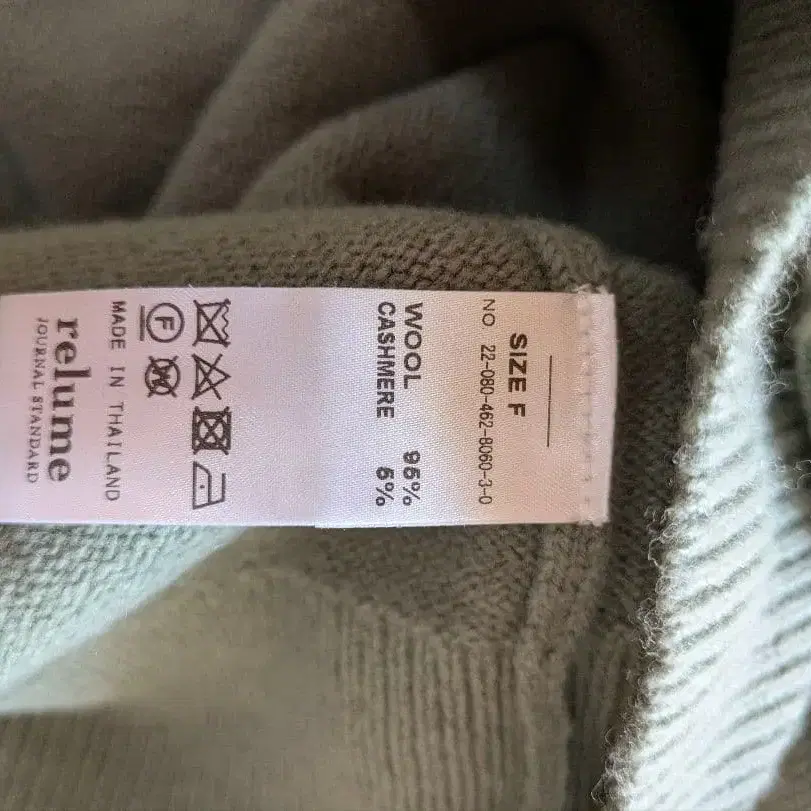 SIZE F
NO 22-080-462-8060-3-0
WOOL 95%
CASHMERE 5%
F
W
MADE IN THAILAND
relume
JOURNAL STANDARD